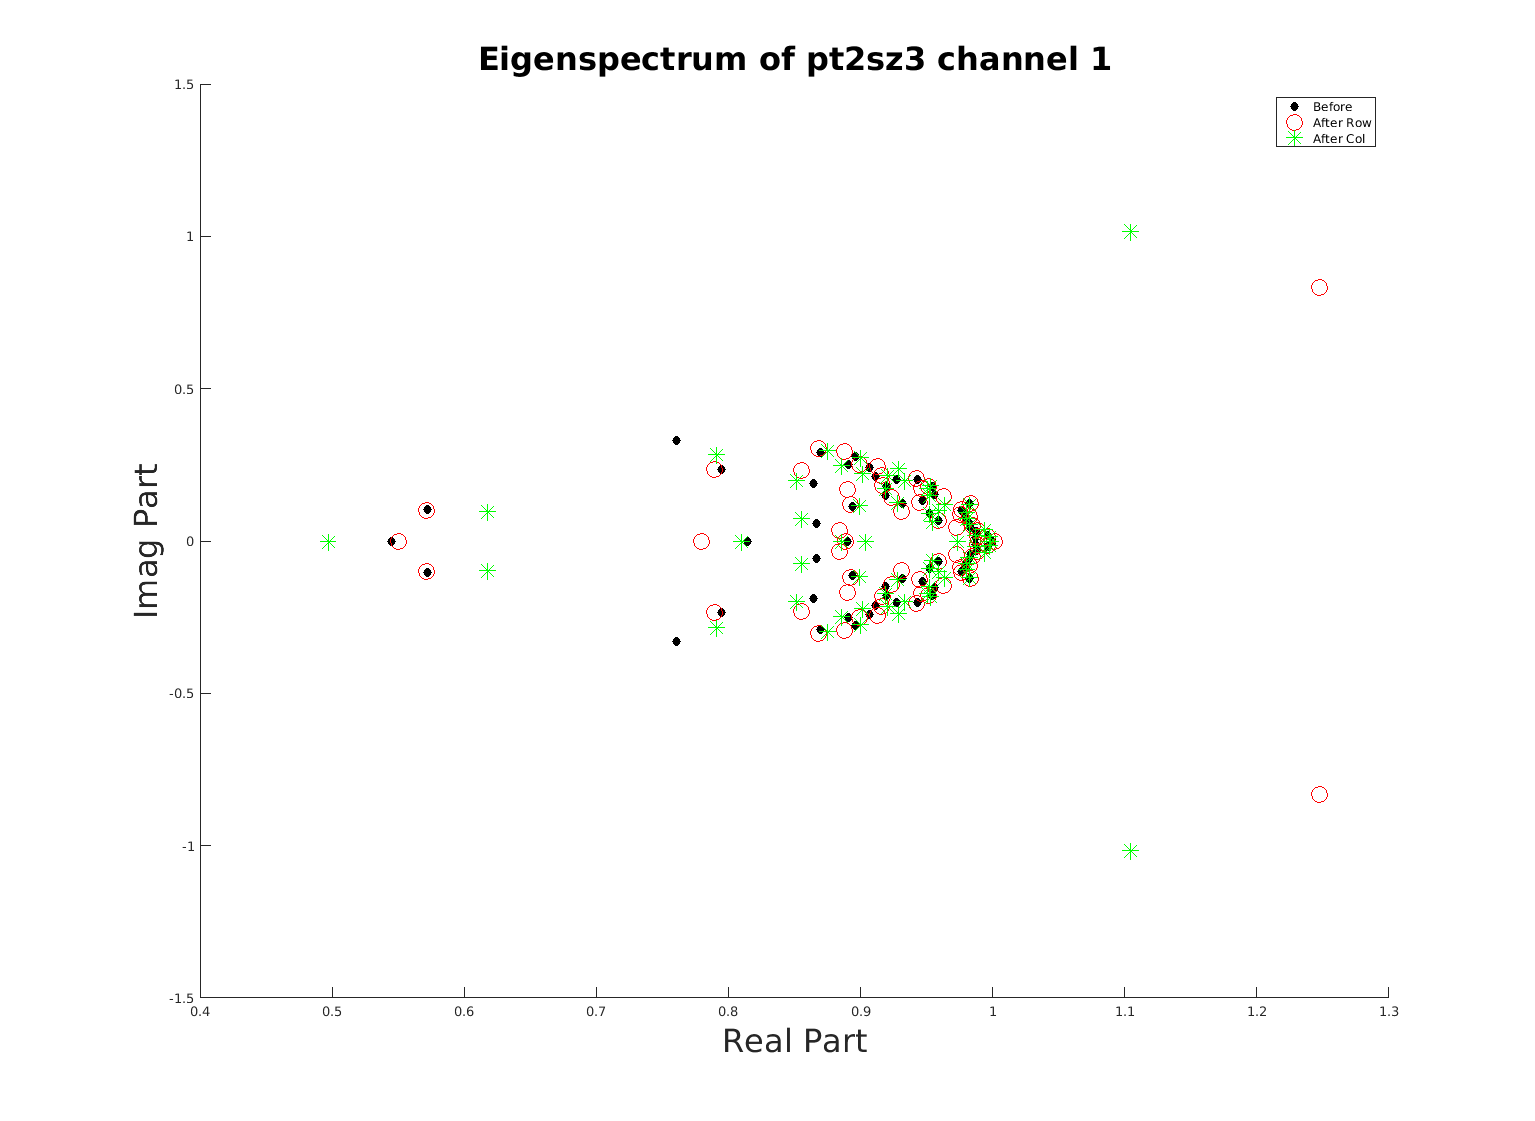 Eigenspectrum of pt2sz3 channel 1
1.5
Before
After Row
After Col
1
0.5
0
-0.5
-1
-1.5
Imag Part
0.4 0.5 0.6 0.7 0.8 0.9 1 1.1 1.2 1.3
Real Part